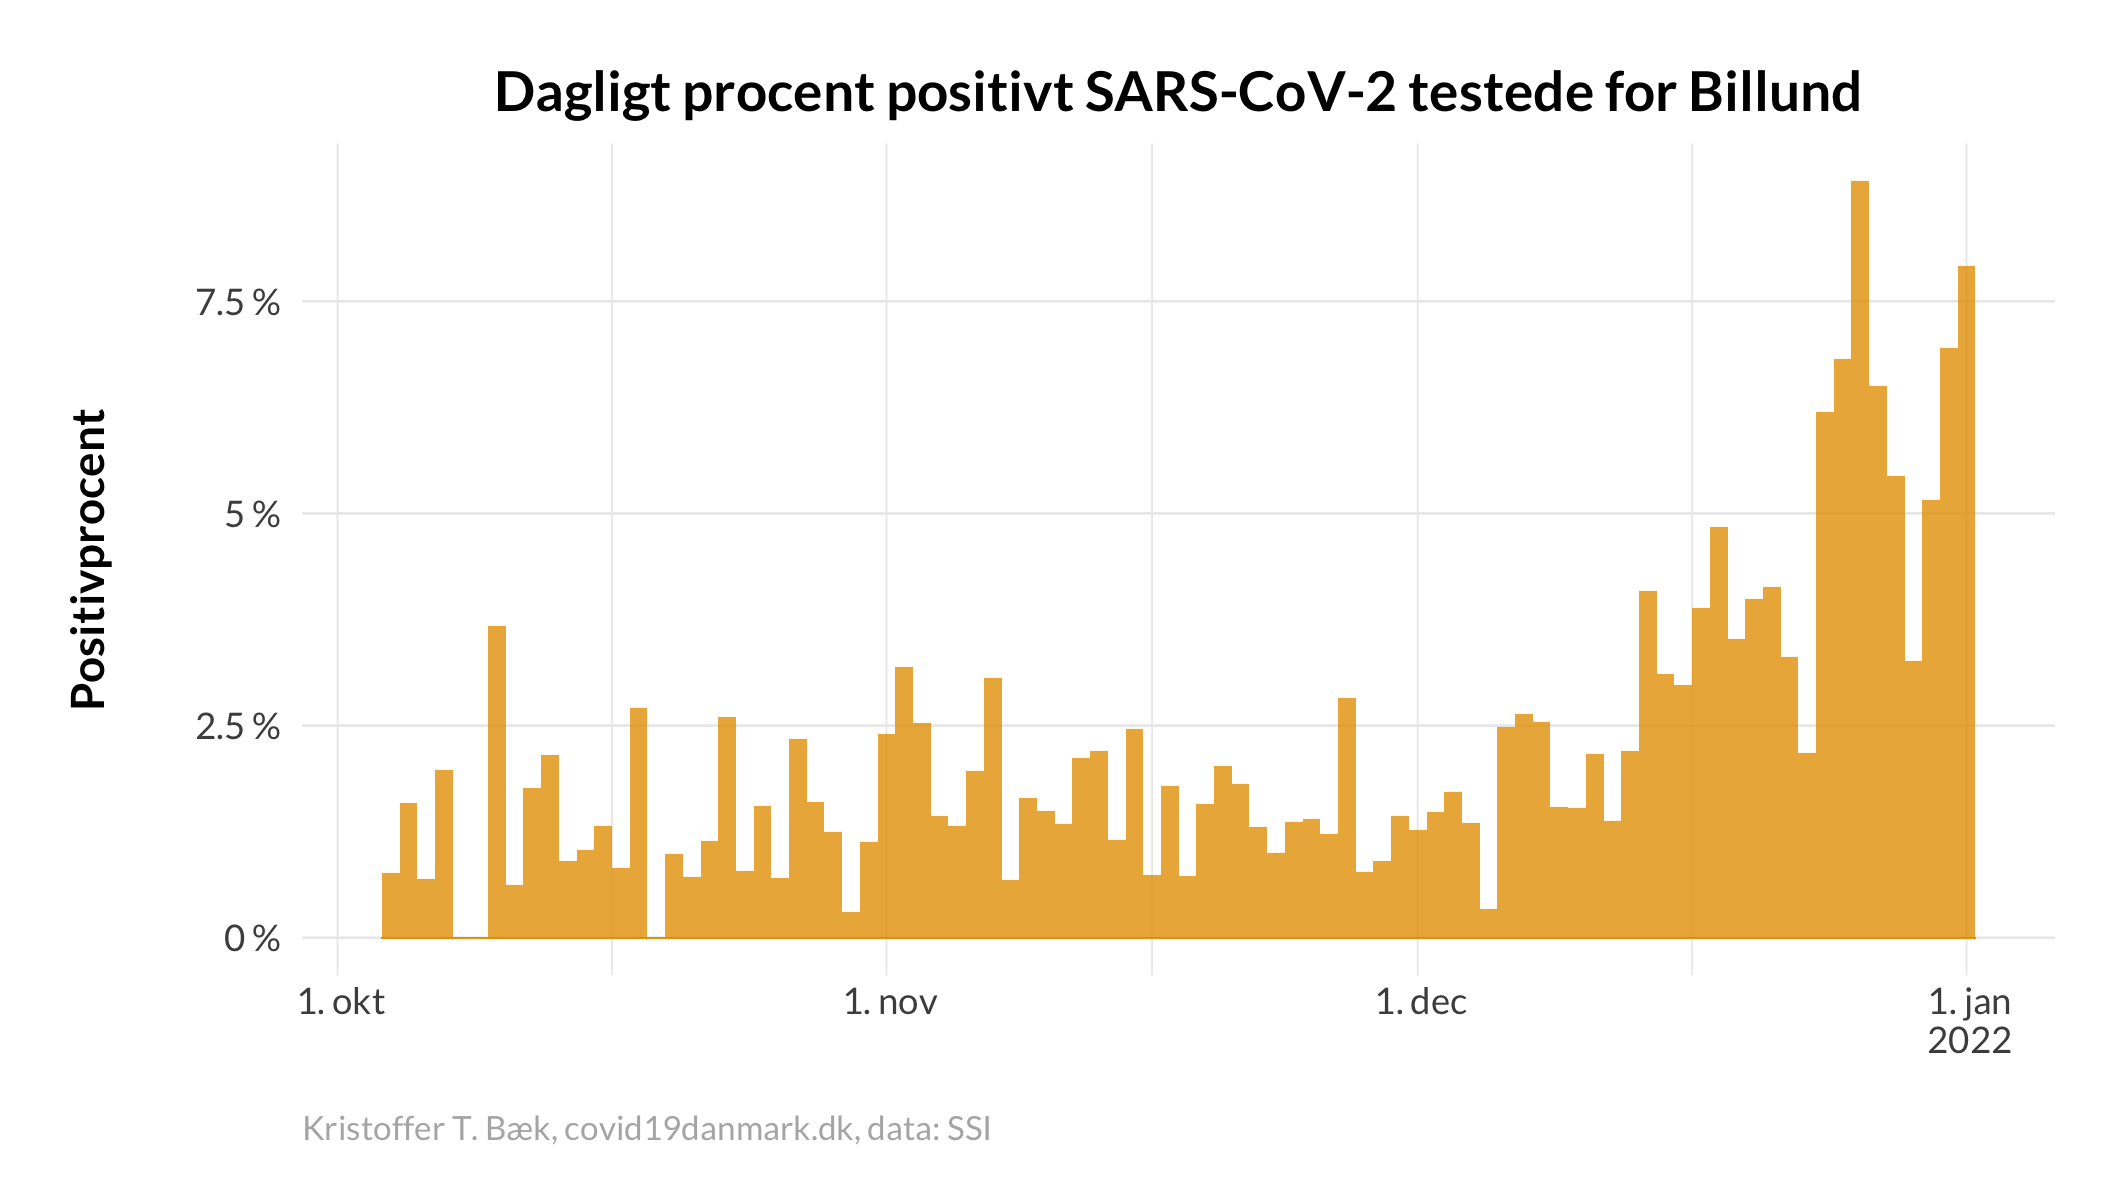 Dagligt procent positivt SARS-CoV-2 testede for Billund
Positivprocent
7.5 %
5 %
2.5 %
0 %
1. okt
1. nov
1. dec
1. jan
2022
Kristoffer T. Bæk, covid19danmark.dk, data: SSI